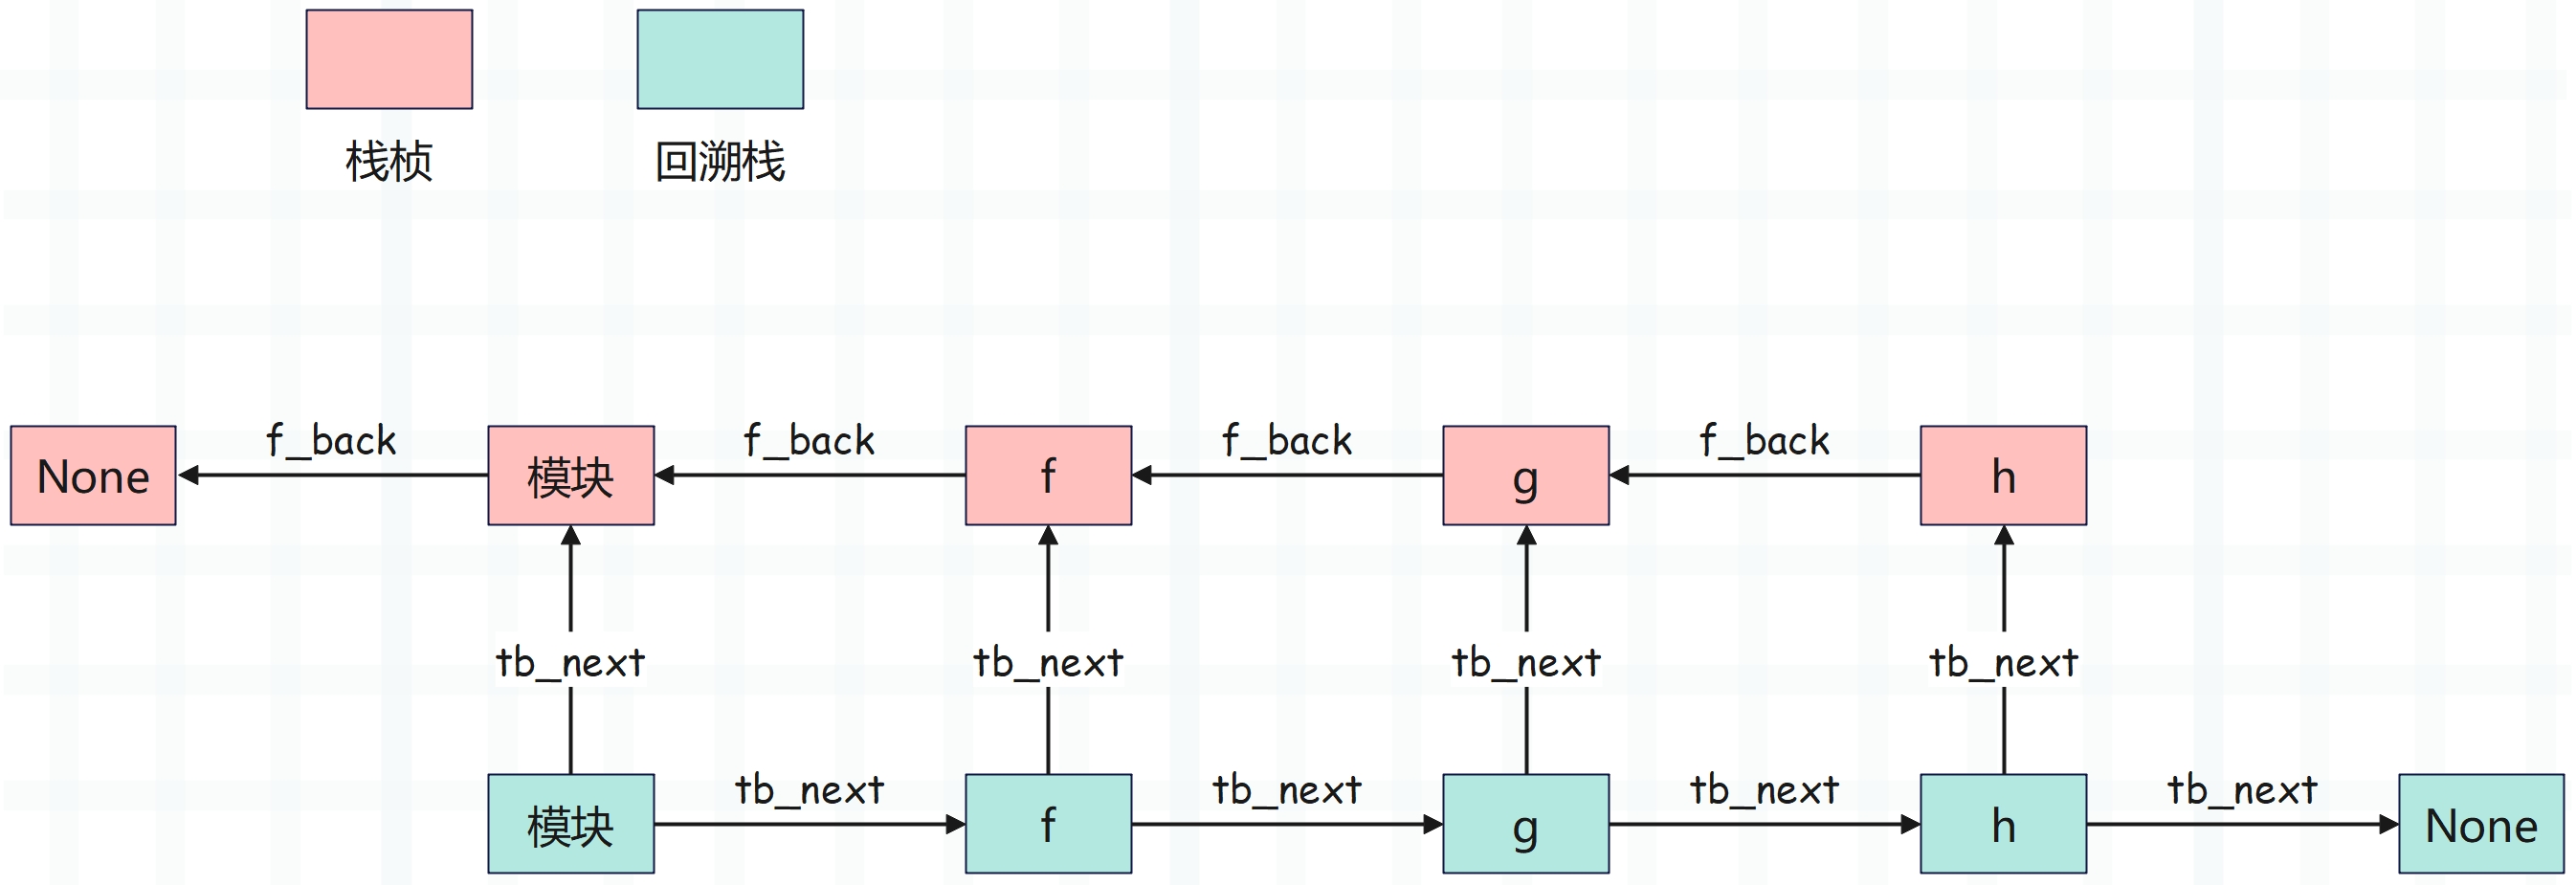 栈桢
回溯栈
f_back
f_back
f_back
f_back
None
模块
f
g
h
tb_next
tb_next
tb_next
tb_next
tb_next
tb_next
tb_next
tb_next
模块
f
g
h
None